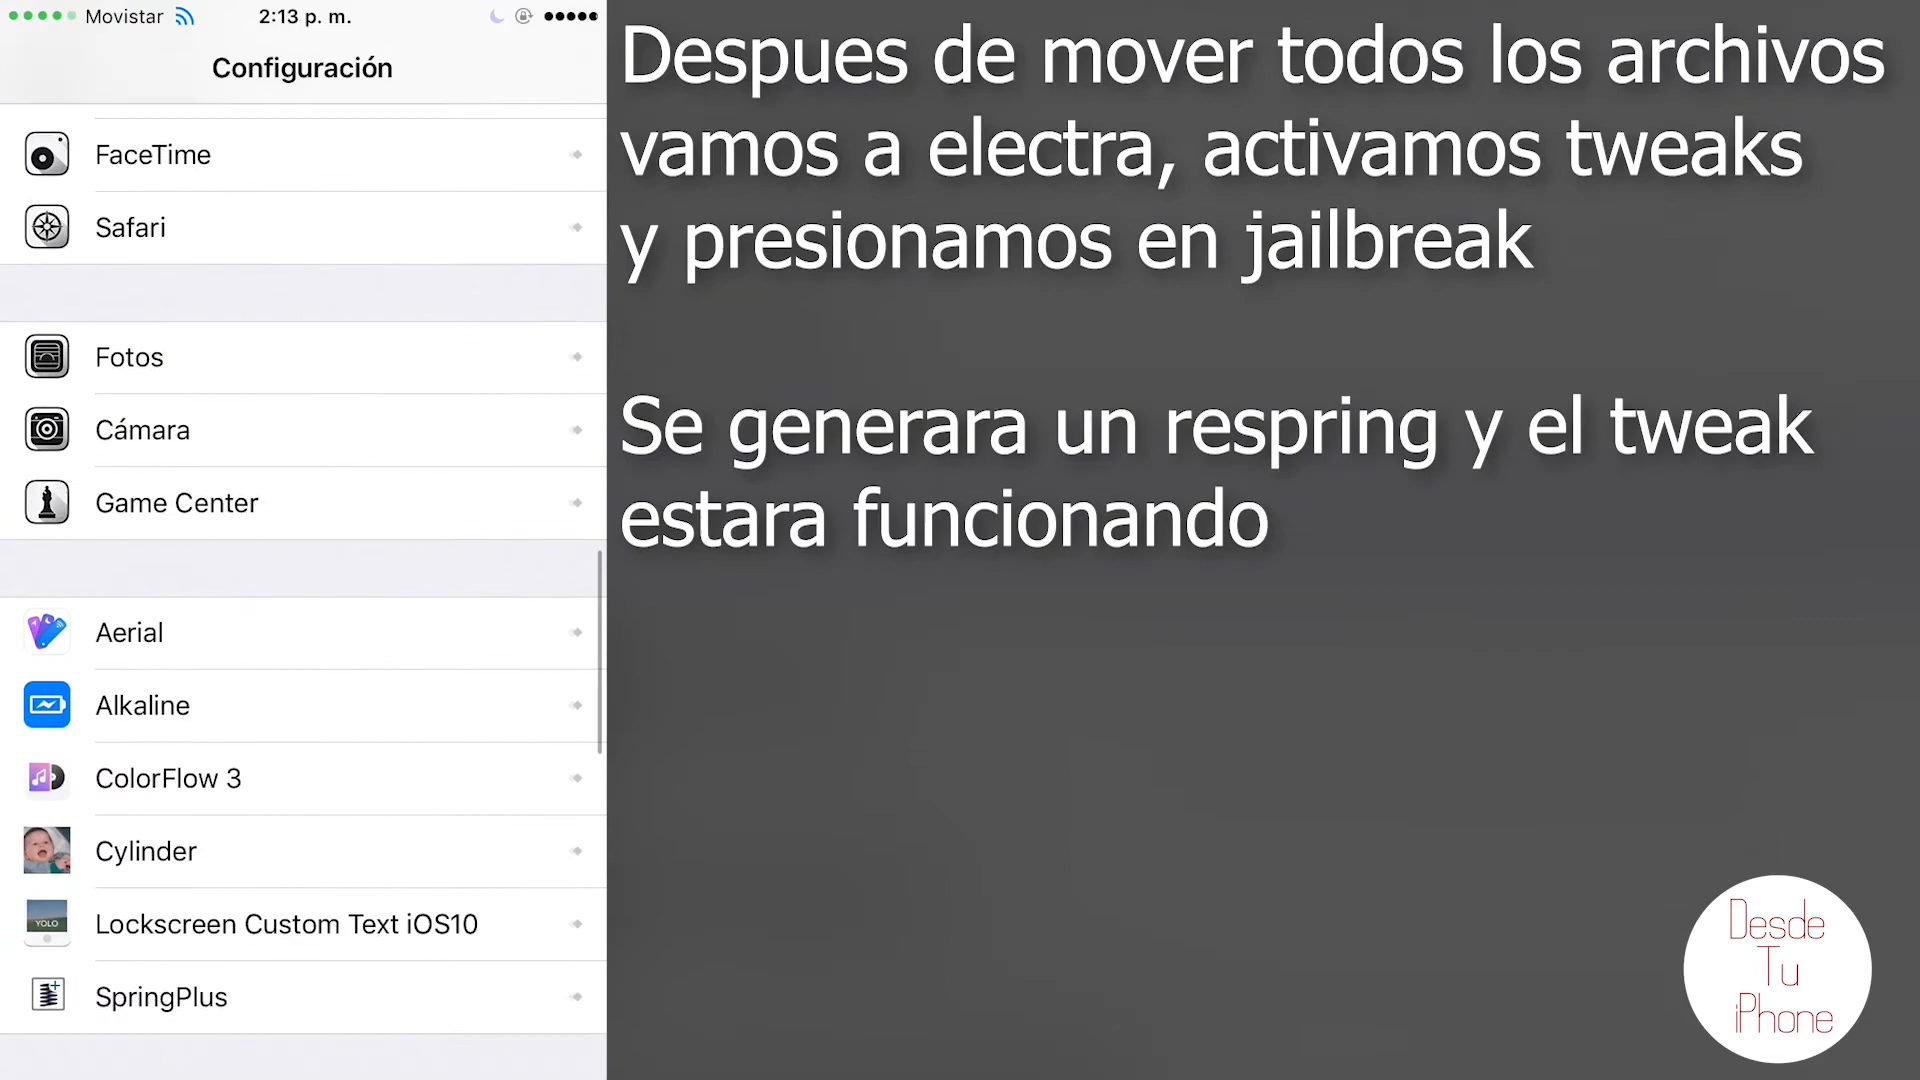 Movistar
2:13 p. m.
Configuración
FaceTime
Safari
Fotos
Cámara
Game Center
Aerial
Alkaline
ColorFlow 3
Cylinder
YOLO
Lockscreen Custom Text iOS10
SpringPlus
Despues de mover todos los archivos
vamos a electra, activamos tweaks
y presionamos en jailbreak
Se generara un respring y el tweak
estara funcionando
Desde
Tu
iPhone